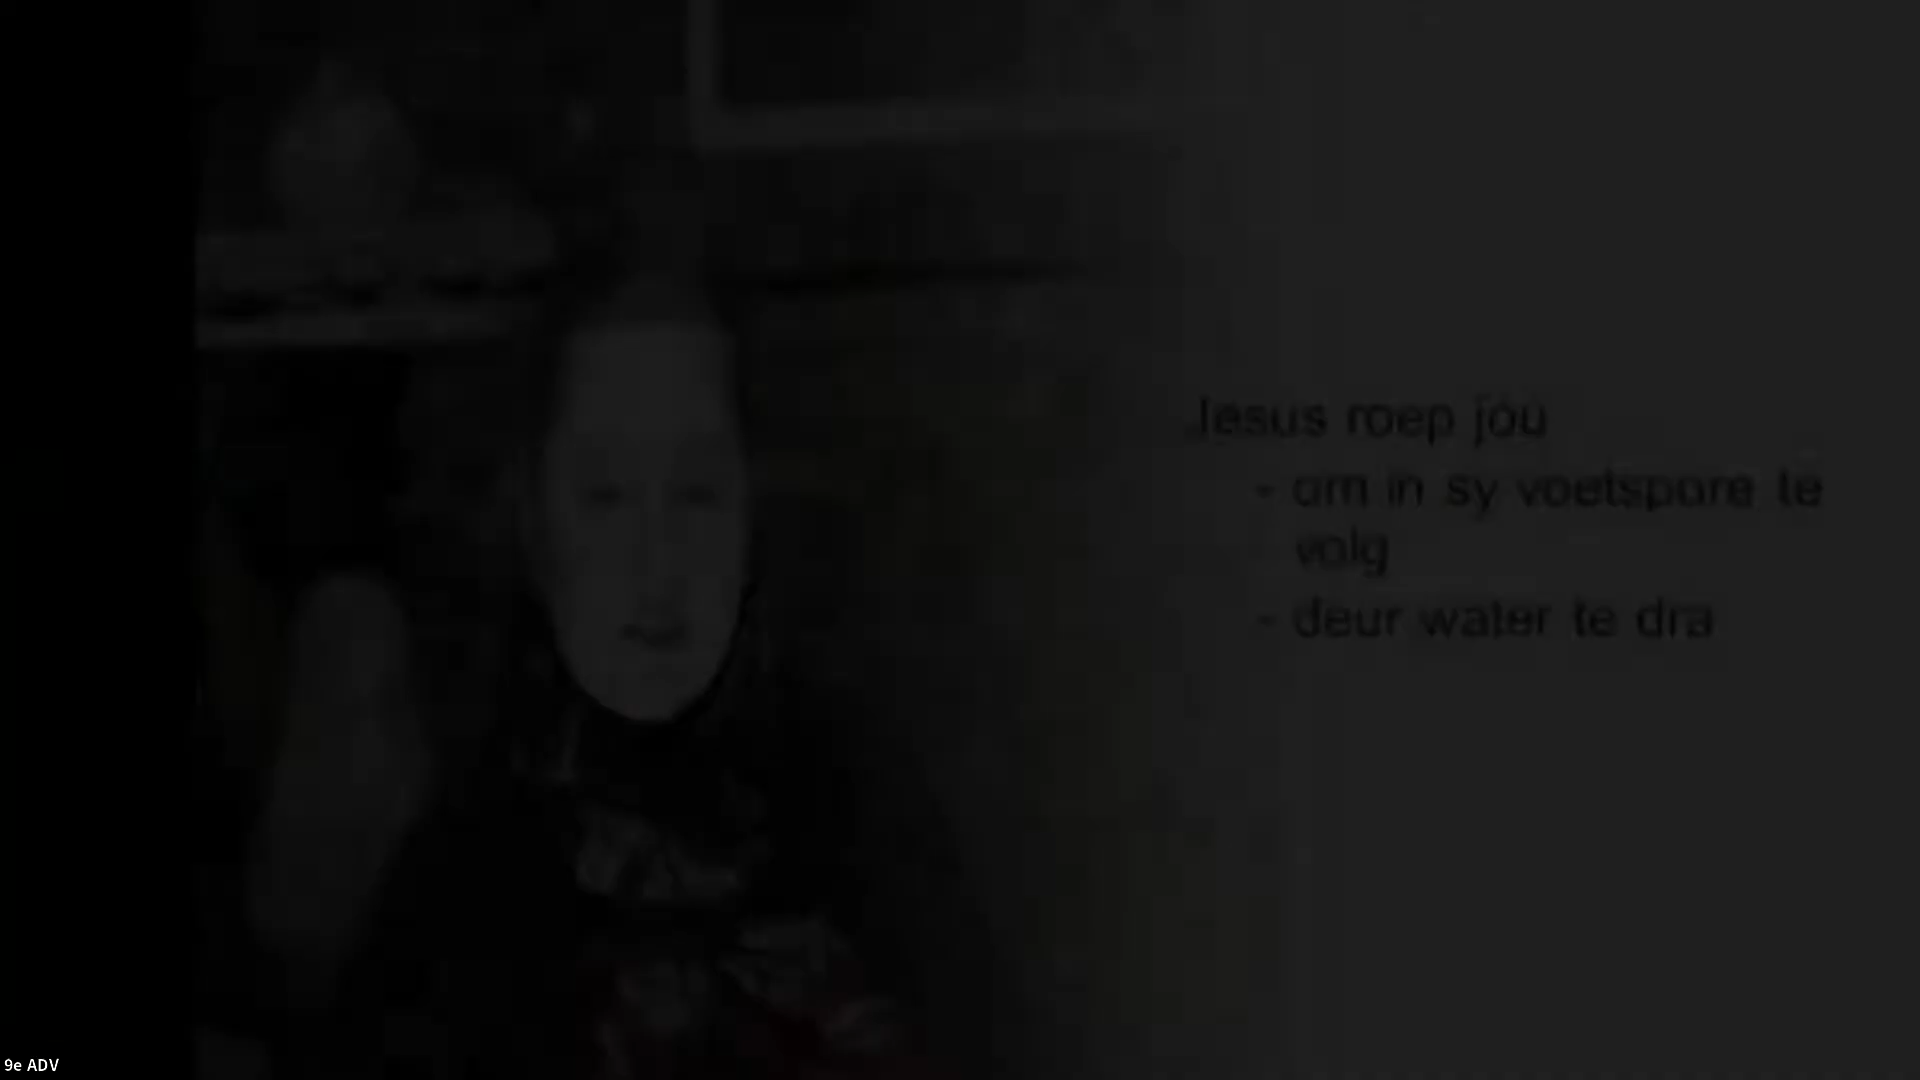 Jesus roep jou
- om in sy voetspore te
volg
- deur water te dra
9e ADV